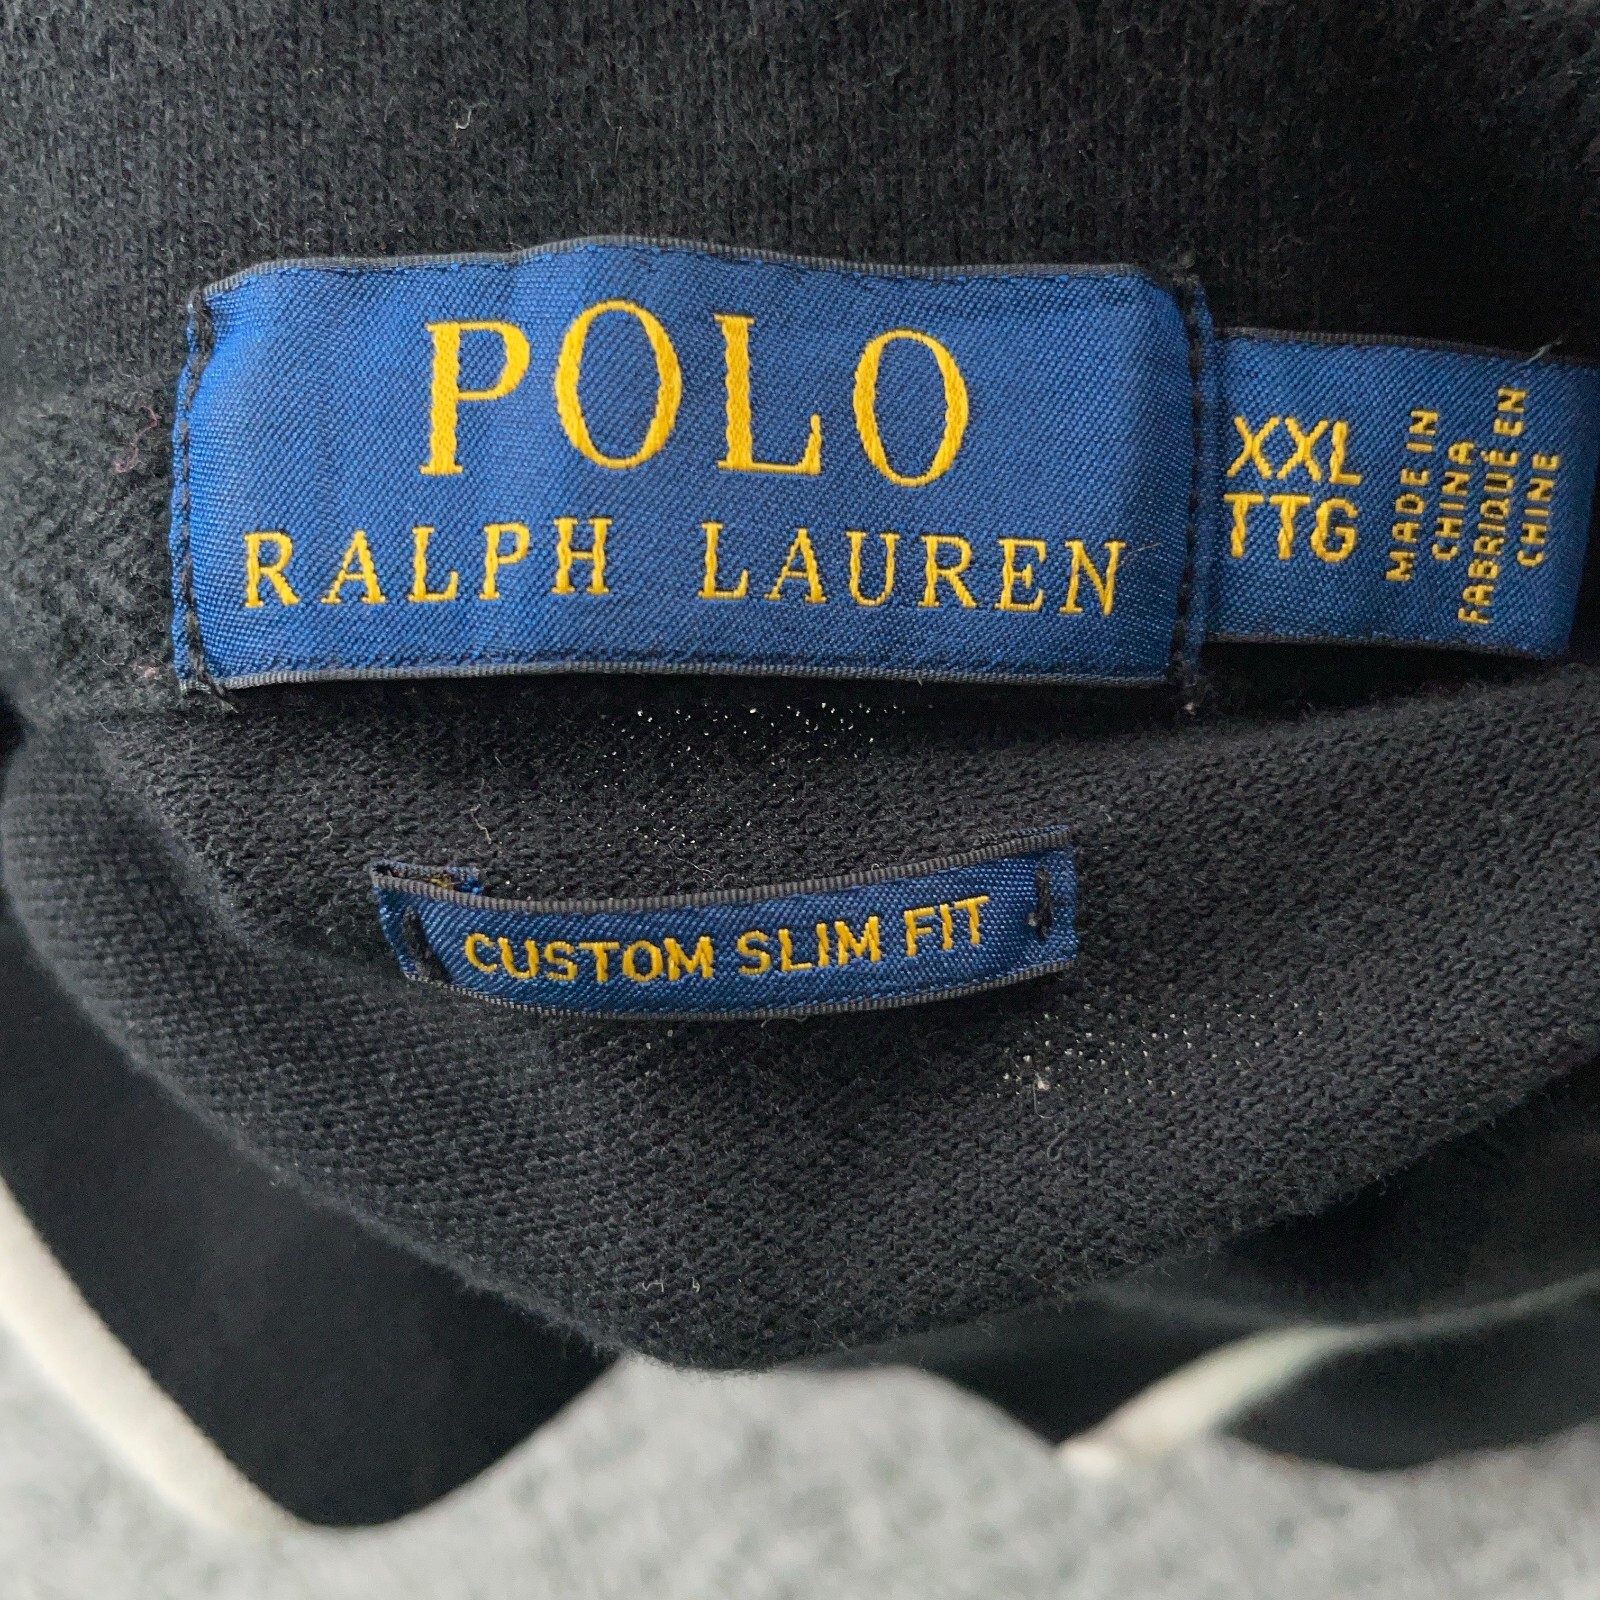 POLO
RALPH LAUREN
XXL
TTG
MADE IN
CHINA
FABRIQUÉ EN
CHINE
CUSTOM SLIM FIT